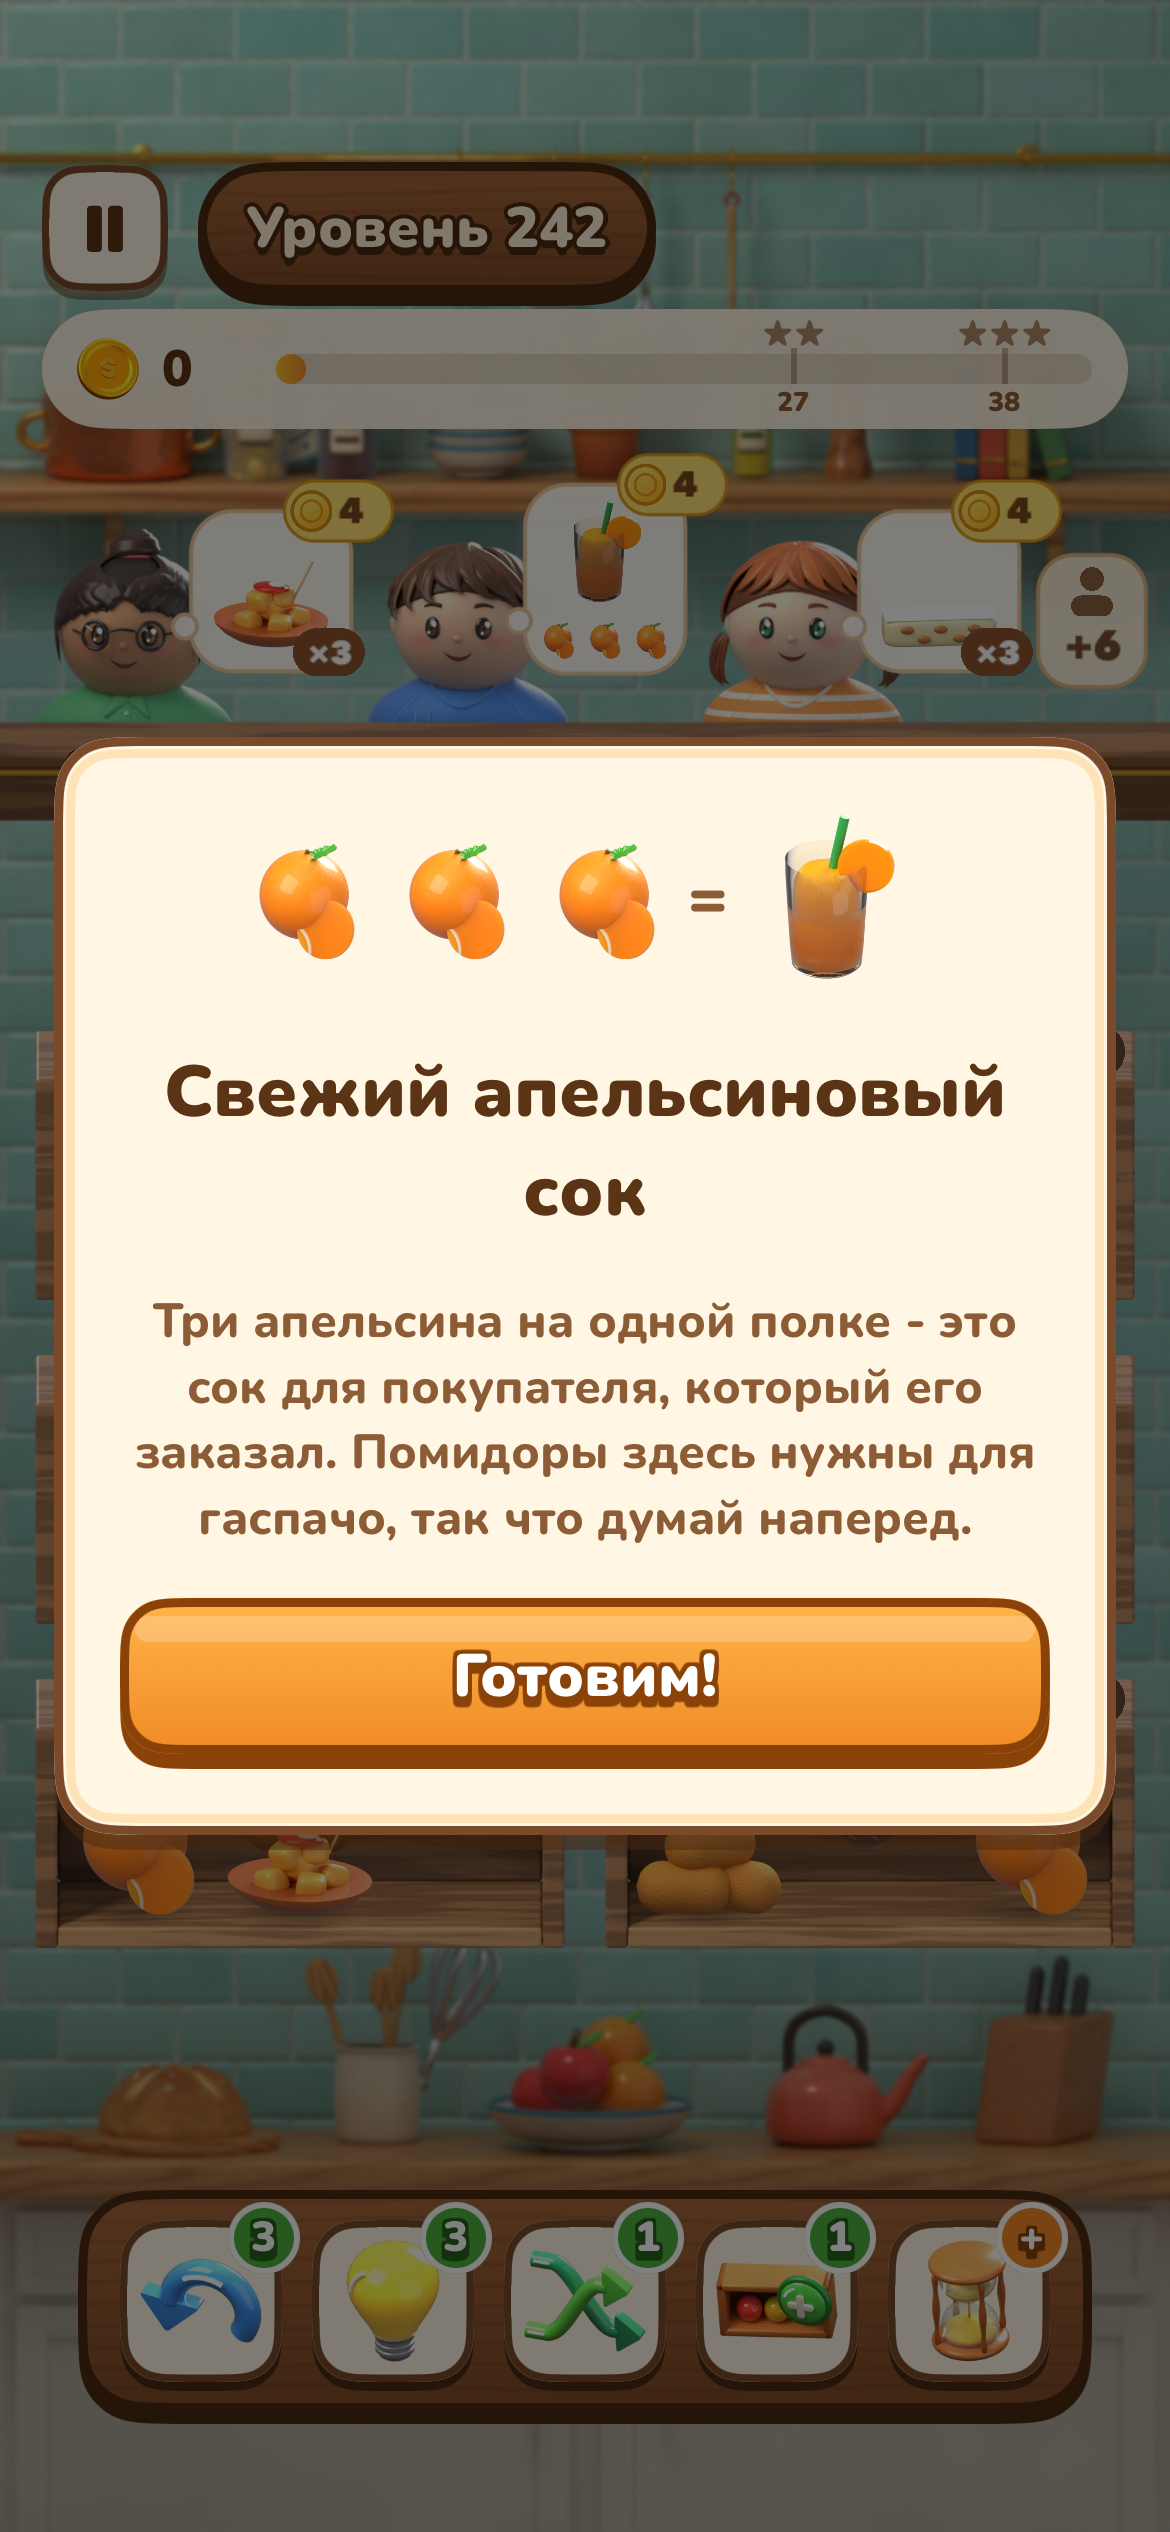 Уровень 242
0
27
38
4
4
4
×3
×3
+6
=
Свежий апельсиновый
сок
Три апельсина на одной полке - это
сок для покупателя, который его
заказал. Помидоры здесь нужны для
гаспачо, так что думай наперед.
Готовим!
3
3
1
1
+